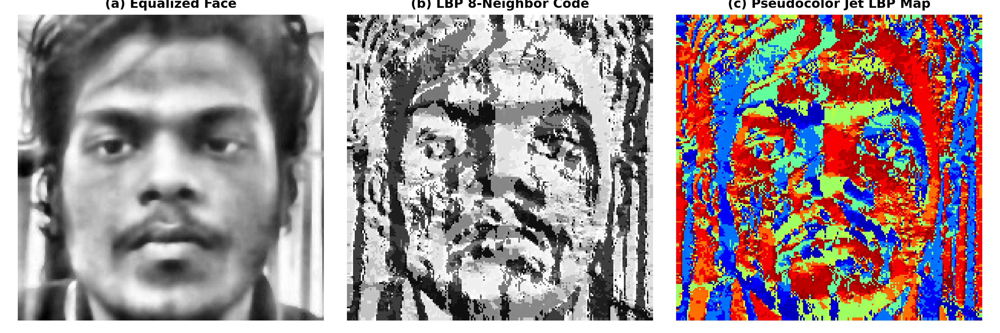 (a) Equalized Face
(b) LBP 8-Neighbor Code
(c) Pseudocolor Jet LBP Map